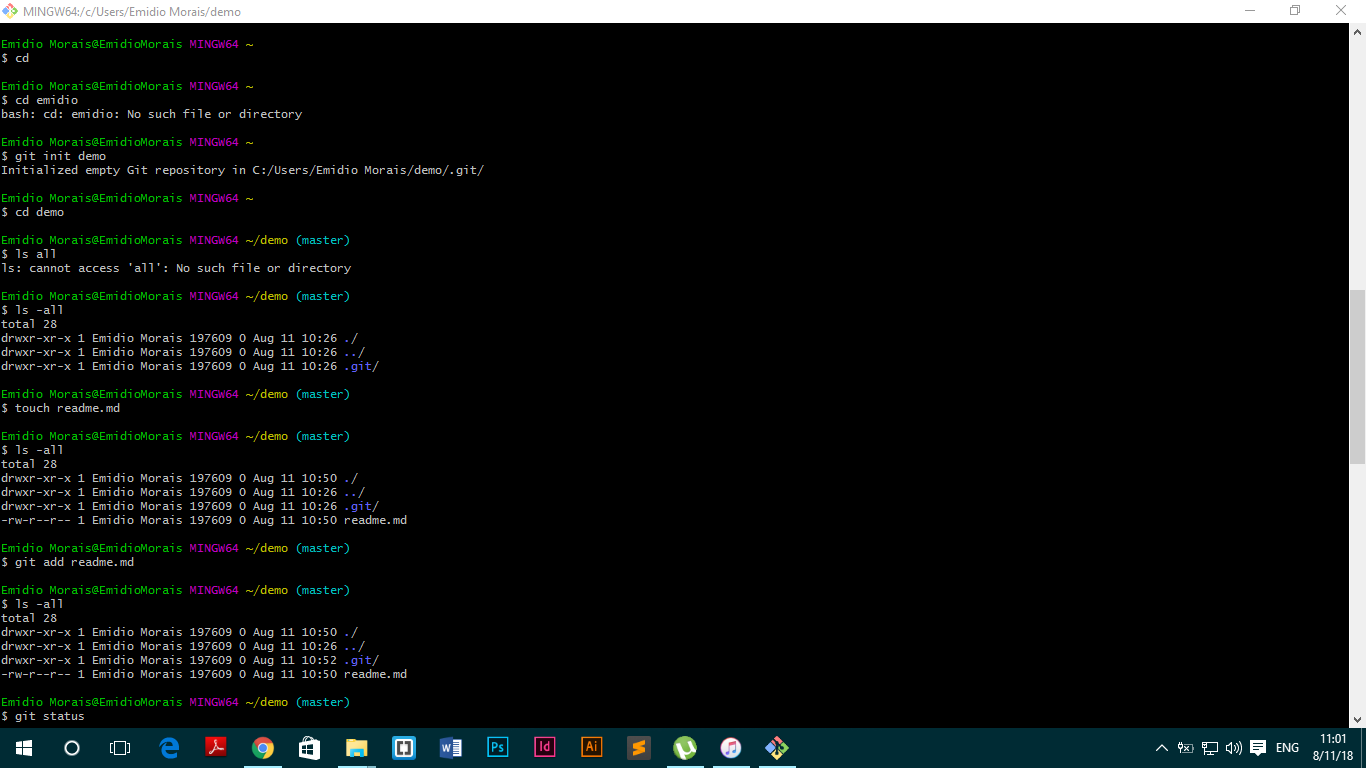 MINGW64:/c/Users/Emidio Morais/demo
Emidio Morais@EmidioMorais MINGW64 ~
$ cd
Emidio Morais@EmidioMorais MINGW64 ~
$ cd emidio
bash: cd: emidio: No such file or directory
Emidio Morais@EmidioMorais MINGW64 ~
$ git init demo
Initialized empty Git repository in C:/Users/Emidio Morais/demo/.git/
Emidio Morais@EmidioMorais MINGW64 ~
$ cd demo
Emidio Morais@EmidioMorais MINGW64 ~/demo (master)
$ ls all
ls: cannot access 'all': No such file or directory
Emidio Morais@EmidioMorais MINGW64 ~/demo (master)
$ ls -all
total 28
drwxr-xr-x 1 Emidio Morais 197609 0 Aug 11 10:26 ./
drwxr-xr-x 1 Emidio Morais 197609 0 Aug 11 10:26 ../
drwxr-xr-x 1 Emidio Morais 197609 0 Aug 11 10:26 .git/
Emidio Morais@EmidioMorais MINGW64 ~/demo (master)
$ touch readme.md
Emidio Morais@EmidioMorais MINGW64 ~/demo (master)
$ ls -all
total 28
drwxr-xr-x 1 Emidio Morais 197609 0 Aug 11 10:50 ./
drwxr-xr-x 1 Emidio Morais 197609 0 Aug 11 10:26 ../
drwxr-xr-x 1 Emidio Morais 197609 0 Aug 11 10:26 .git/
-rw-r--r-- 1 Emidio Morais 197609 0 Aug 11 10:50 readme.md
Emidio Morais@EmidioMorais MINGW64 ~/demo (master)
$ git add readme.md
Emidio Morais@EmidioMorais MINGW64 ~/demo (master)
$ ls -all
total 28
drwxr-xr-x 1 Emidio Morais 197609 0 Aug 11 10:50 ./
drwxr-xr-x 1 Emidio Morais 197609 0 Aug 11 10:26 ../
drwxr-xr-x 1 Emidio Morais 197609 0 Aug 11 10:52 .git/
-rw-r--r-- 1 Emidio Morais 197609 0 Aug 11 10:50 readme.md
Emidio Morais@EmidioMorais MINGW64 ~/demo (master)
$ git status
Ps
Id
Ai
ENG
11:01
8/11/18